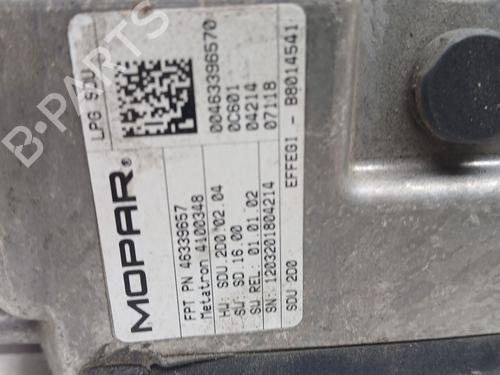 LPG SDU
00463396570
0C601
04214
07118
MOPAR®
FPT PN 46339657
Metatron 4100348
HW: SDU.2D0.02.04
SW: SD.16.00
SW REL: 01.01.02
SN: 1203201804214
SDU 2D0
EFFEGI - B8014541
B-PARTS